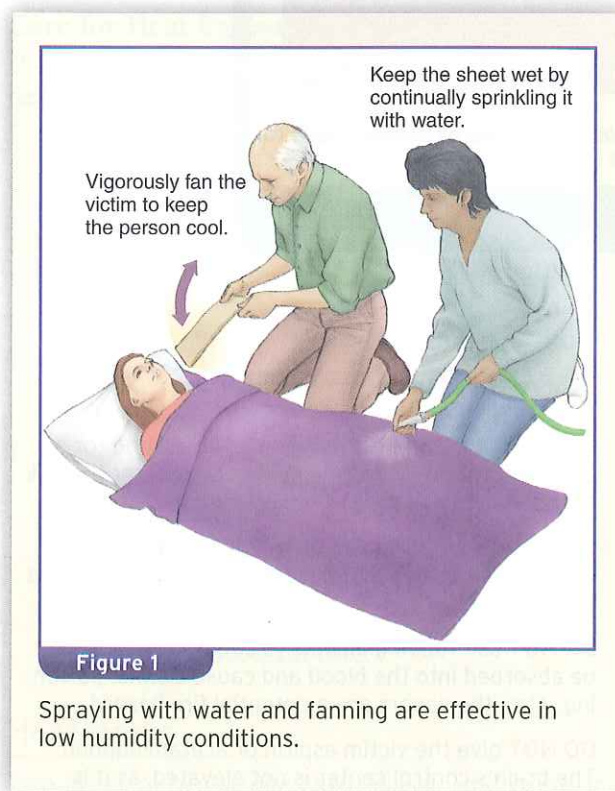 Keep the sheet wet by
continually sprinkling it
with water.
Vigorously fan the
victim to keep
the person cool.
Figure 1
Spraying with water and fanning are effective in
low humidity conditions.